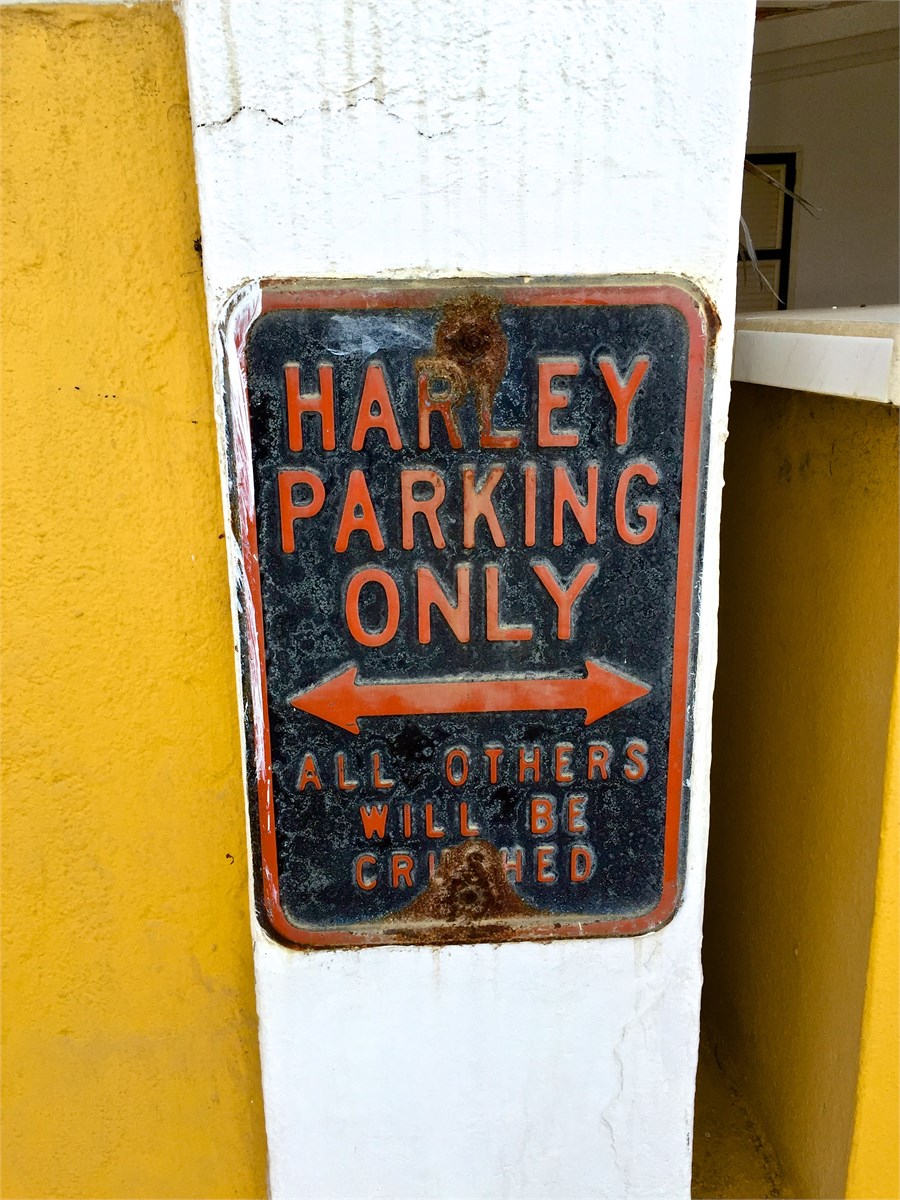 HARLEY
PARKING
ONLY
ALL OTHERS
WILL BE
CRUSHED